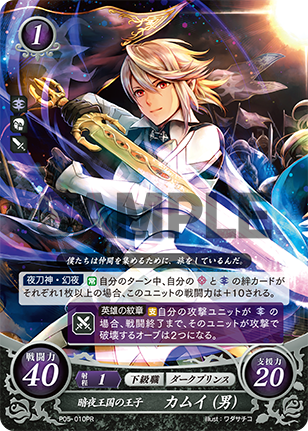 1
SAMPLE
僕たちは仲間を集めるために、旅をしているんだ。
夜刀神・幻夜 常 自分のターン中、自分の と の絆カードが
それぞれ1枚以上の場合、このユニットの戦闘力は+10される。
英雄の紋章 攻 自分の攻撃ユニットが
の場合、戦闘終了まで、そのユニットが攻撃で
破壊するオーブは2つになる。
戦闘力
40
射程 1 下級職 ダークプリンス
暗夜王国の王子 カムイ(男)
支援力
20
P05-010PR
Illust:ワダサチコ